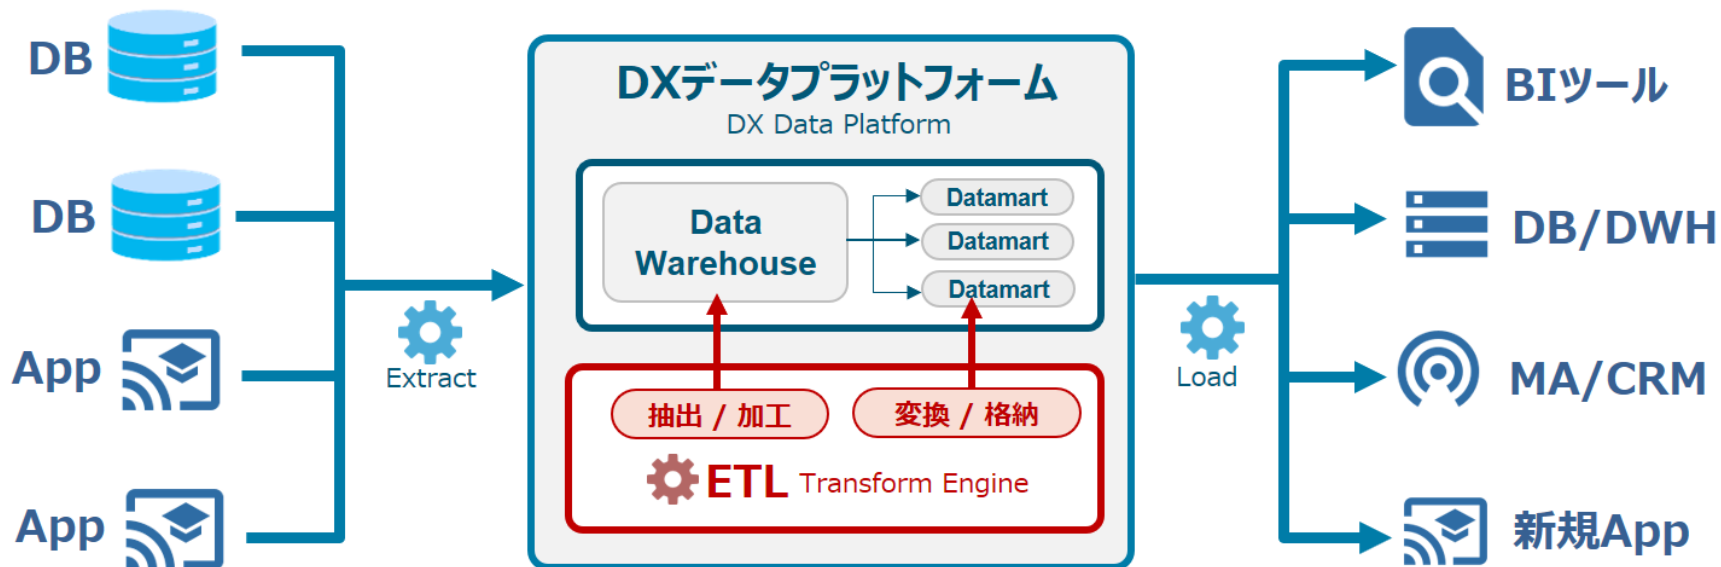 DB
DB
App
App
Extract
DXデータプラットフォーム
DX Data Platform
Data
Warehouse
Datamart
Datamart
Datamart
抽出 / 加工
変換 / 格納
ETL Transform Engine
Load
BIツール
DB/DWH
MA/CRM
新規App